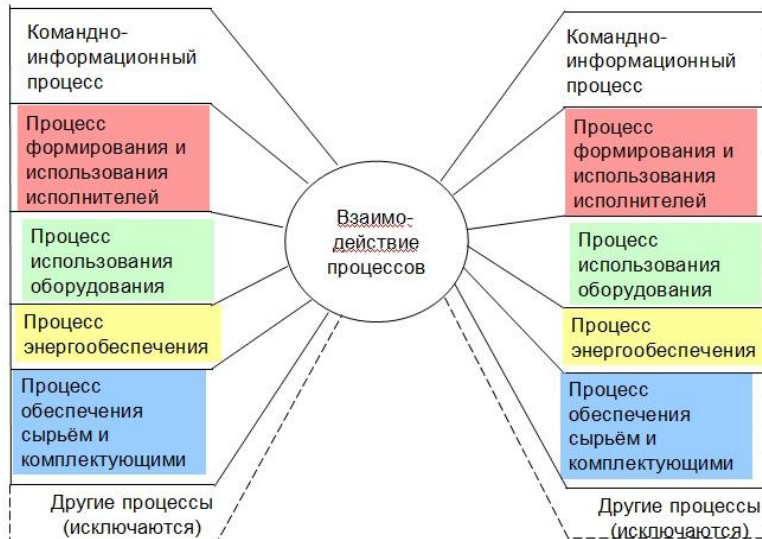 Командно-
информационный
процесс
Процесс
формирования и
использования
исполнителей
Процесс
использования
оборудования
Процесс
энергообеспечения
Процесс
обеспечения
сырьём и
комплектующими
Другие процессы
(исключаются)
Взаимо-
действие
процессов
Командно-
информационный
процесс
Процесс
формирования и
использования
исполнителей
Процесс
использования
оборудования
Процесс
энергообеспечения
Процесс
обеспечения
сырьём и
комплектующими
Другие процессы
(исключаются)